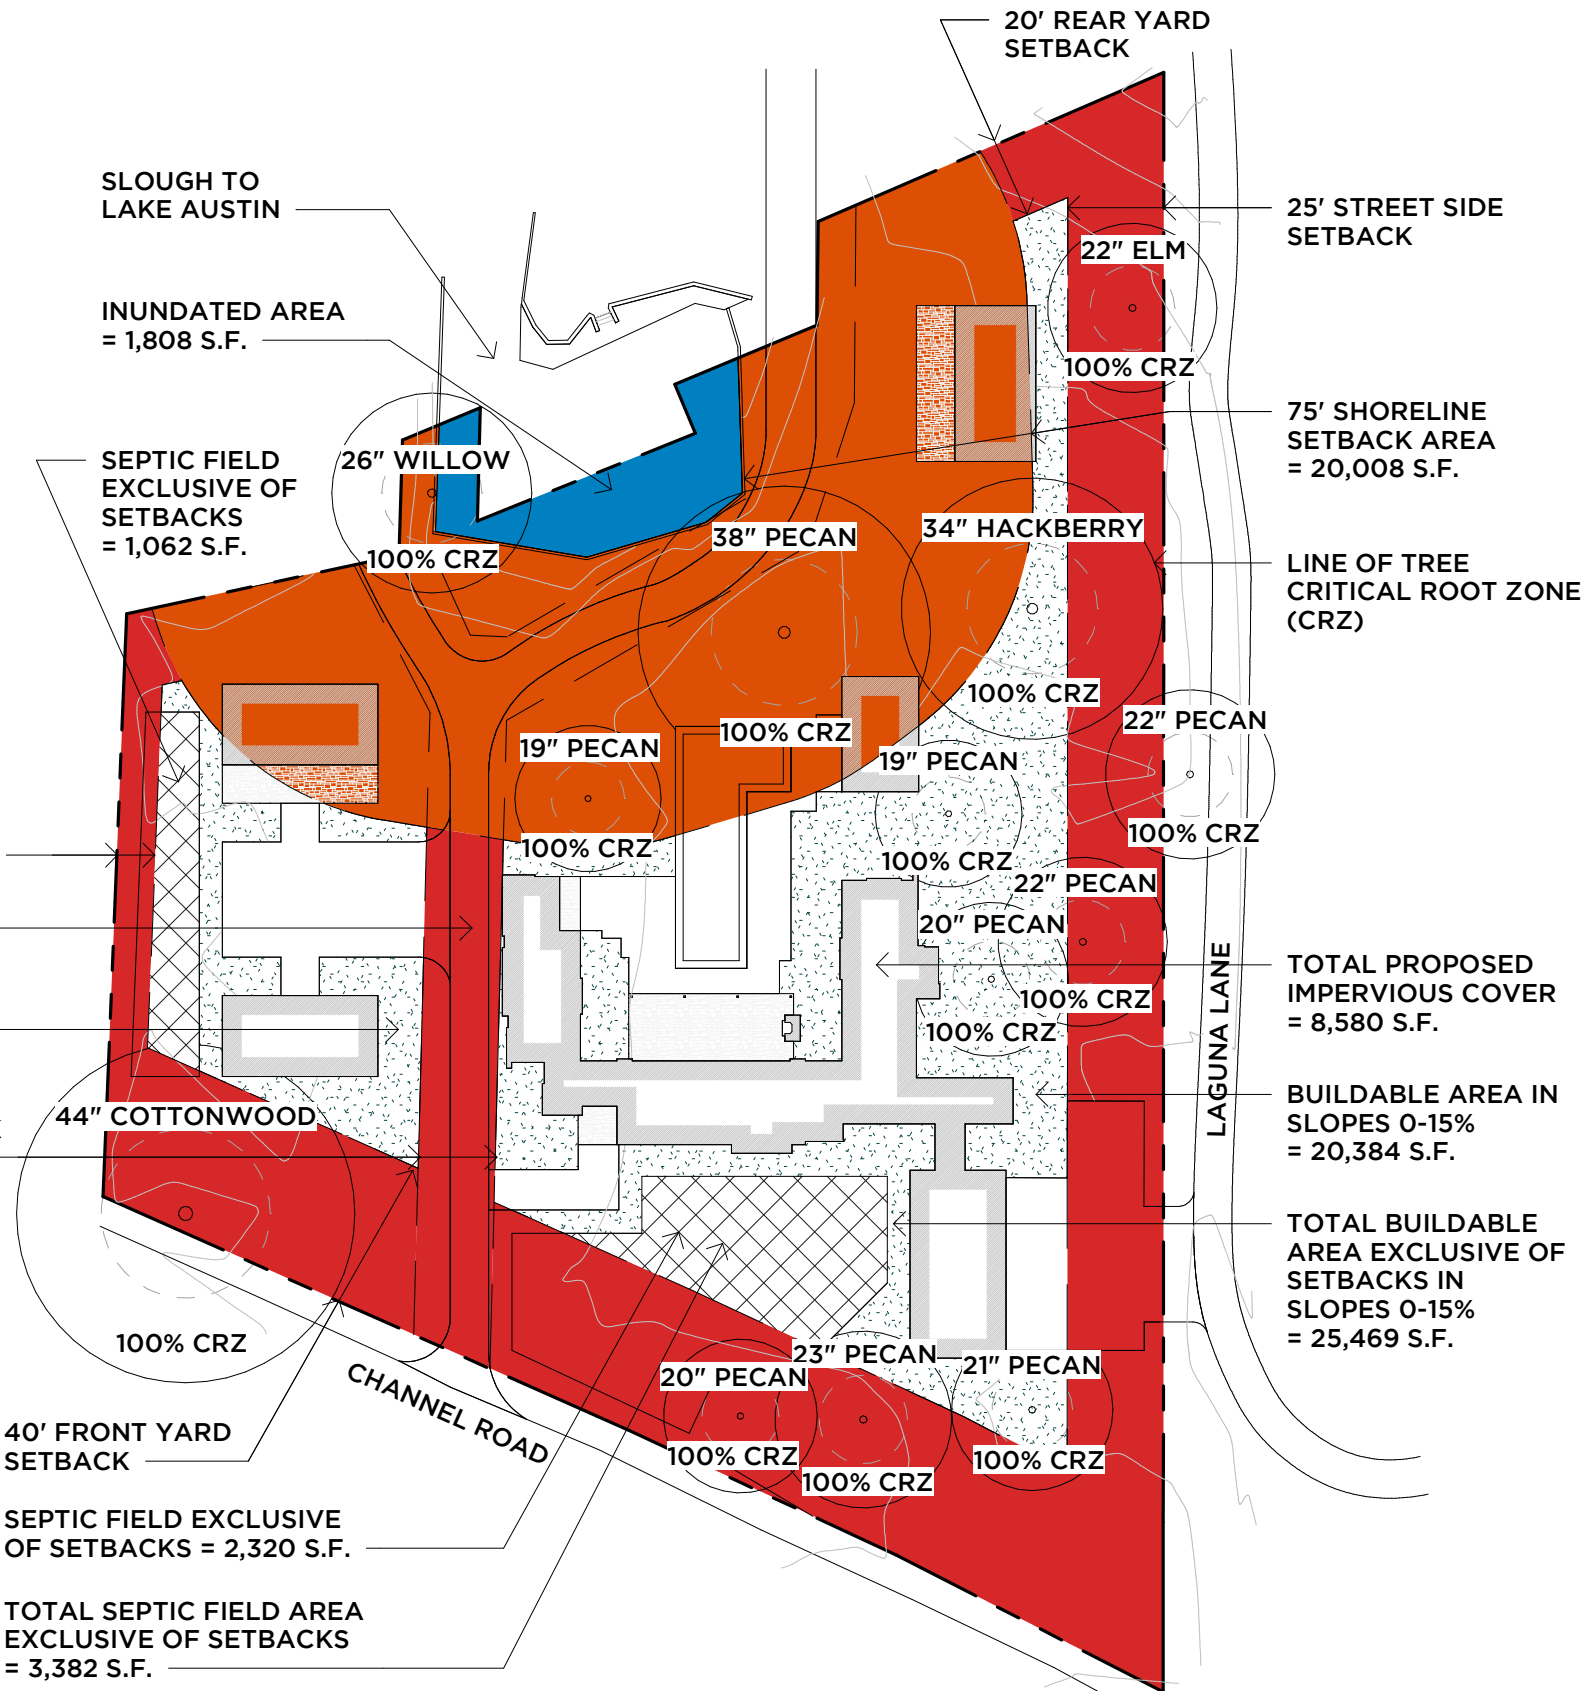 20' REAR YARD
SETBACK
SLOUGH TO
LAKE AUSTIN
25' STREET SIDE
SETBACK
22" ELM
100% CRZ
INUNDATED AREA
= 1,808 S.F.
75' SHORELINE
SETBACK AREA
= 20,008 S.F.
SEPTIC FIELD
EXCLUSIVE OF
SETBACKS
= 1,062 S.F.
26" WILLOW
100% CRZ
38" PECAN
100% CRZ
34" HACKBERRY
100% CRZ
LINE OF TREE
CRITICAL ROOT ZONE
(CRZ)
22" PECAN
100% CRZ
19" PECAN
100% CRZ
19" PECAN
100% CRZ
22" PECAN
100% CRZ
20" PECAN
100% CRZ
LAGUNA LANE
TOTAL PROPOSED
IMPERVIOUS COVER
= 8,580 S.F.
BUILDABLE AREA IN
SLOPES 0-15%
= 20,384 S.F.
44" COTTONWOOD
100% CRZ
TOTAL BUILDABLE
AREA EXCLUSIVE OF
SETBACKS IN
SLOPES 0-15%
= 25,469 S.F.
CHANNEL ROAD
20" PECAN
100% CRZ
23" PECAN
100% CRZ
21" PECAN
100% CRZ
40' FRONT YARD
SETBACK
SEPTIC FIELD EXCLUSIVE
OF SETBACKS = 2,320 S.F.
TOTAL SEPTIC FIELD AREA
EXCLUSIVE OF SETBACKS
= 3,382 S.F.